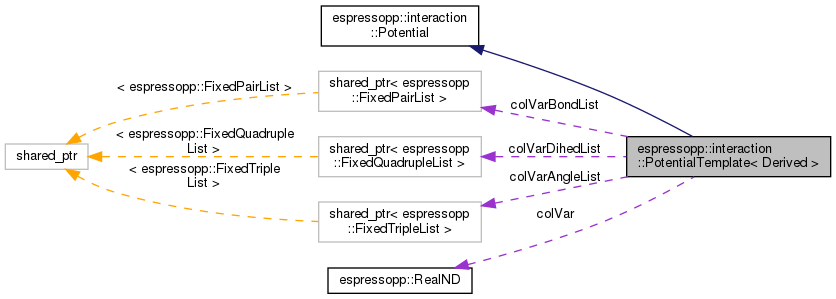 espressopp::interaction
::Potential
< espressopp::FixedPairList >
shared_ptr< espressopp
::FixedPairList >
colVarBondList
< espressopp::FixedQuadruple
List >
shared_ptr
shared_ptr< espressopp
::FixedQuadrupleList >
colVarDihedList
espressopp::interaction
::PotentialTemplate< Derived >
< espressopp::FixedTriple
List >
colVarAngleList
shared_ptr< espressopp
::FixedTripleList >
colVar
espressopp::RealND